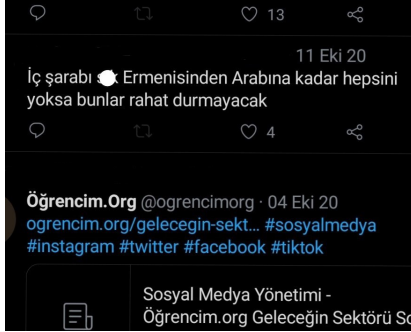 13
11 Eki 20
İç şarabı Ermenisinden Arabına kadar hepsini
yoksa bunlar rahat durmayacak
4
Öğrencim.Org @ogrencimorg · 04 Eki 20
ogrencim.org/gelecegin-sekt... #sosyalmedya
#instagram #twitter #facebook #tiktok
Sosyal Medya Yönetimi -
Öğrencim.org Geleceğin Sektörü So